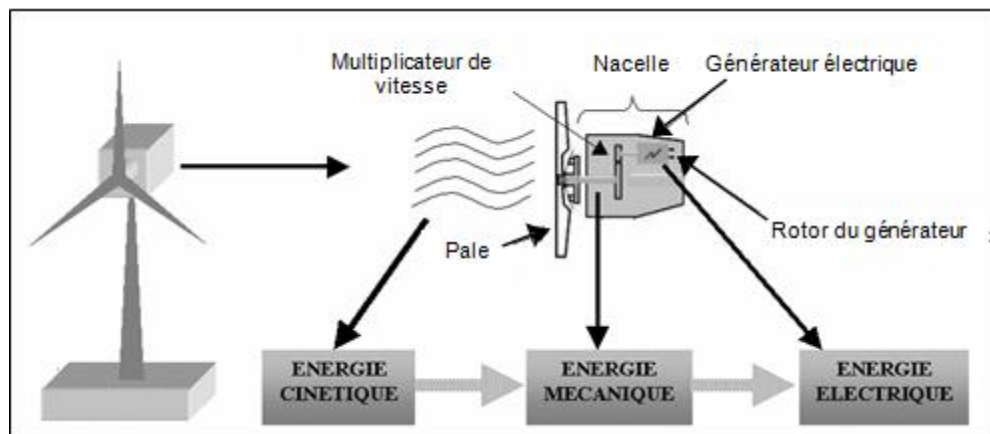 Multiplicateur de
vitesse
Nacelle
Générateur électrique
Pale
Rotor du générateur
ENERGIE
CINETIQUE
ENERGIE
MECANIQUE
ENERGIE
ELECTRIQUE